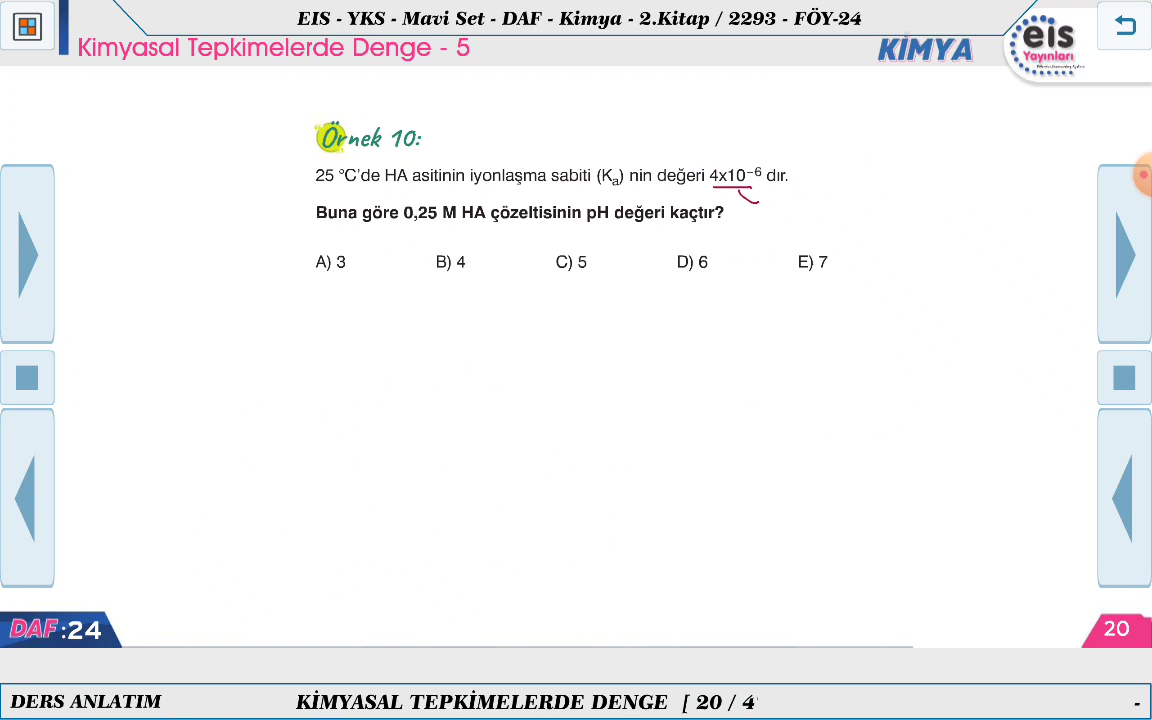 EIS - YKS - Mavi Set - DAF - Kimya - 2.Kitap / 2293 - FÖY-24
Kimyasal Tepkimelerde Denge - 5
KİMYA
eis
Yayınları
Örnek 10:
25 °C'de HA asitinin iyonlaşma sabiti (Ka) nin değeri 4x10⁻⁶ dır.
Buna göre 0,25 M HA çözeltisinin pH değeri kaçtır?
A) 3 B) 4 C) 5 D) 6 E) 7
DAF :24
20
DERS ANLATIM
KİMYASAL TEPKİMELERDE DENGE [ 20 / 4
-